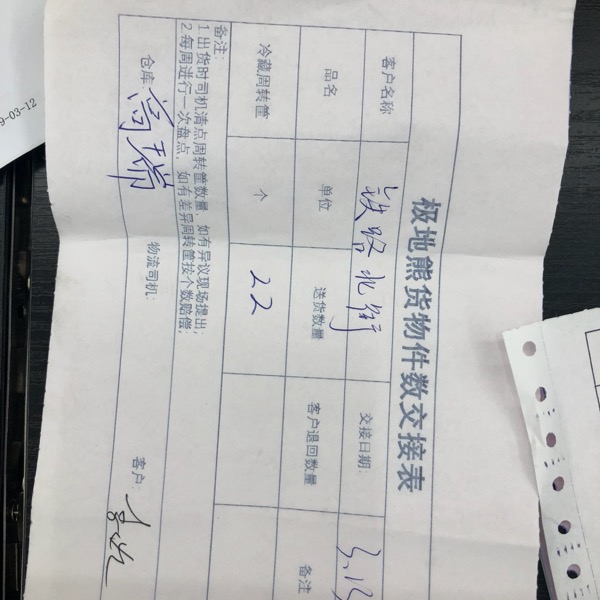 极地熊货物件数交接表
客户名称 铁路北街 交接日期:
品名 单位 送货数量 客户退回数量 备注
冷藏周转筐 个 22
备注:
1.出货时司机清点周转筐数量,如有异议现场提出;
2.每周进行一次盘点,如有差异周转筐按个数赔偿;
仓库: 物流司机: 客户:
9-03-12